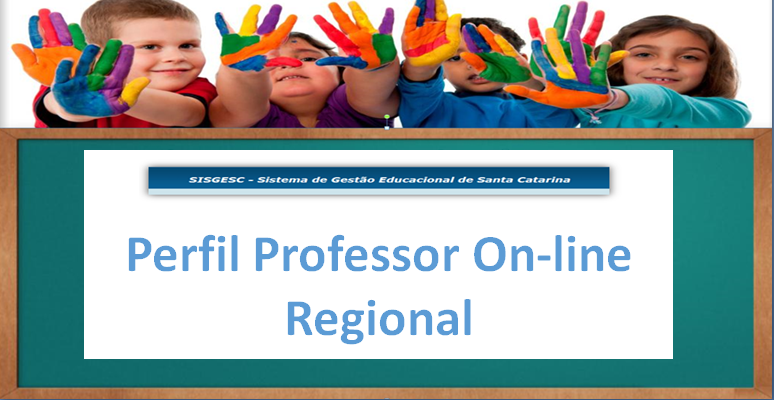 SISGESC - Sistema de Gestão Educacional de Santa Catarina
Perfil Professor On-line
Regional